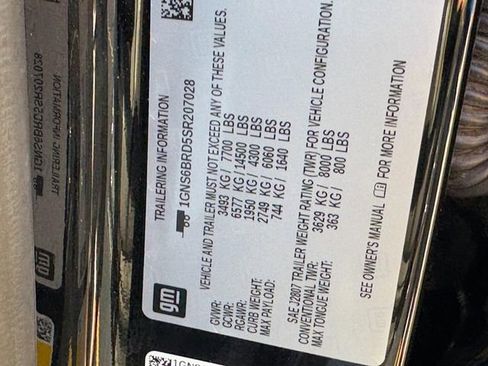 gm
TRAILERING INFORMATION
1GNS6BRD5SR207028
VEHICLE AND TRAILER MUST NOT EXCEED ANY OF THESE VALUES.
GVWR: 3493 KG / 7700 LBS
GCWR: 6577 KG / 14500 LBS
RGAWR: 1950 KG / 4300 LBS
CURB WEIGHT: 2749 KG / 6060 LBS
MAX PAYLOAD: 744 KG / 1640 LBS
SAE J2807 TRAILER WEIGHT RATING (TWR) FOR VEHICLE CONFIGURATION.
CONVENTIONAL TWR: 3629 KG / 8000 LBS
MAX TONGUE WEIGHT: 363 KG / 800 LBS
SEE OWNER'S MANUAL FOR MORE INFORMATION
1GNS